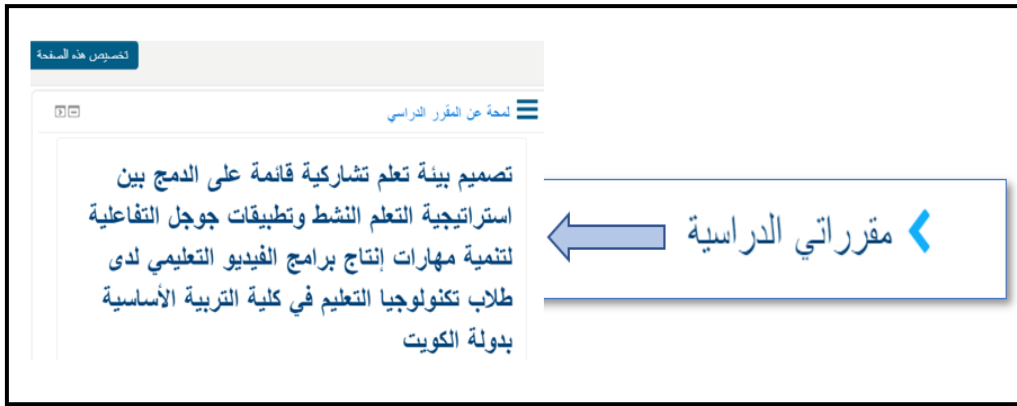 تخصيص هذه الصفحة
لمحة عن المقرر الدراسي
تصميم بيئة تعلم تشاركية قائمة على الدمج بين
استراتيجية التعلم النشط وتطبيقات جوجل التفاعلية
لتنمية مهارات إنتاج برامج الفيديو التعليمي لدى
طلاب تكنولوجيا التعليم في كلية التربية الأساسية
بدولة الكويت
مقرراتي الدراسية